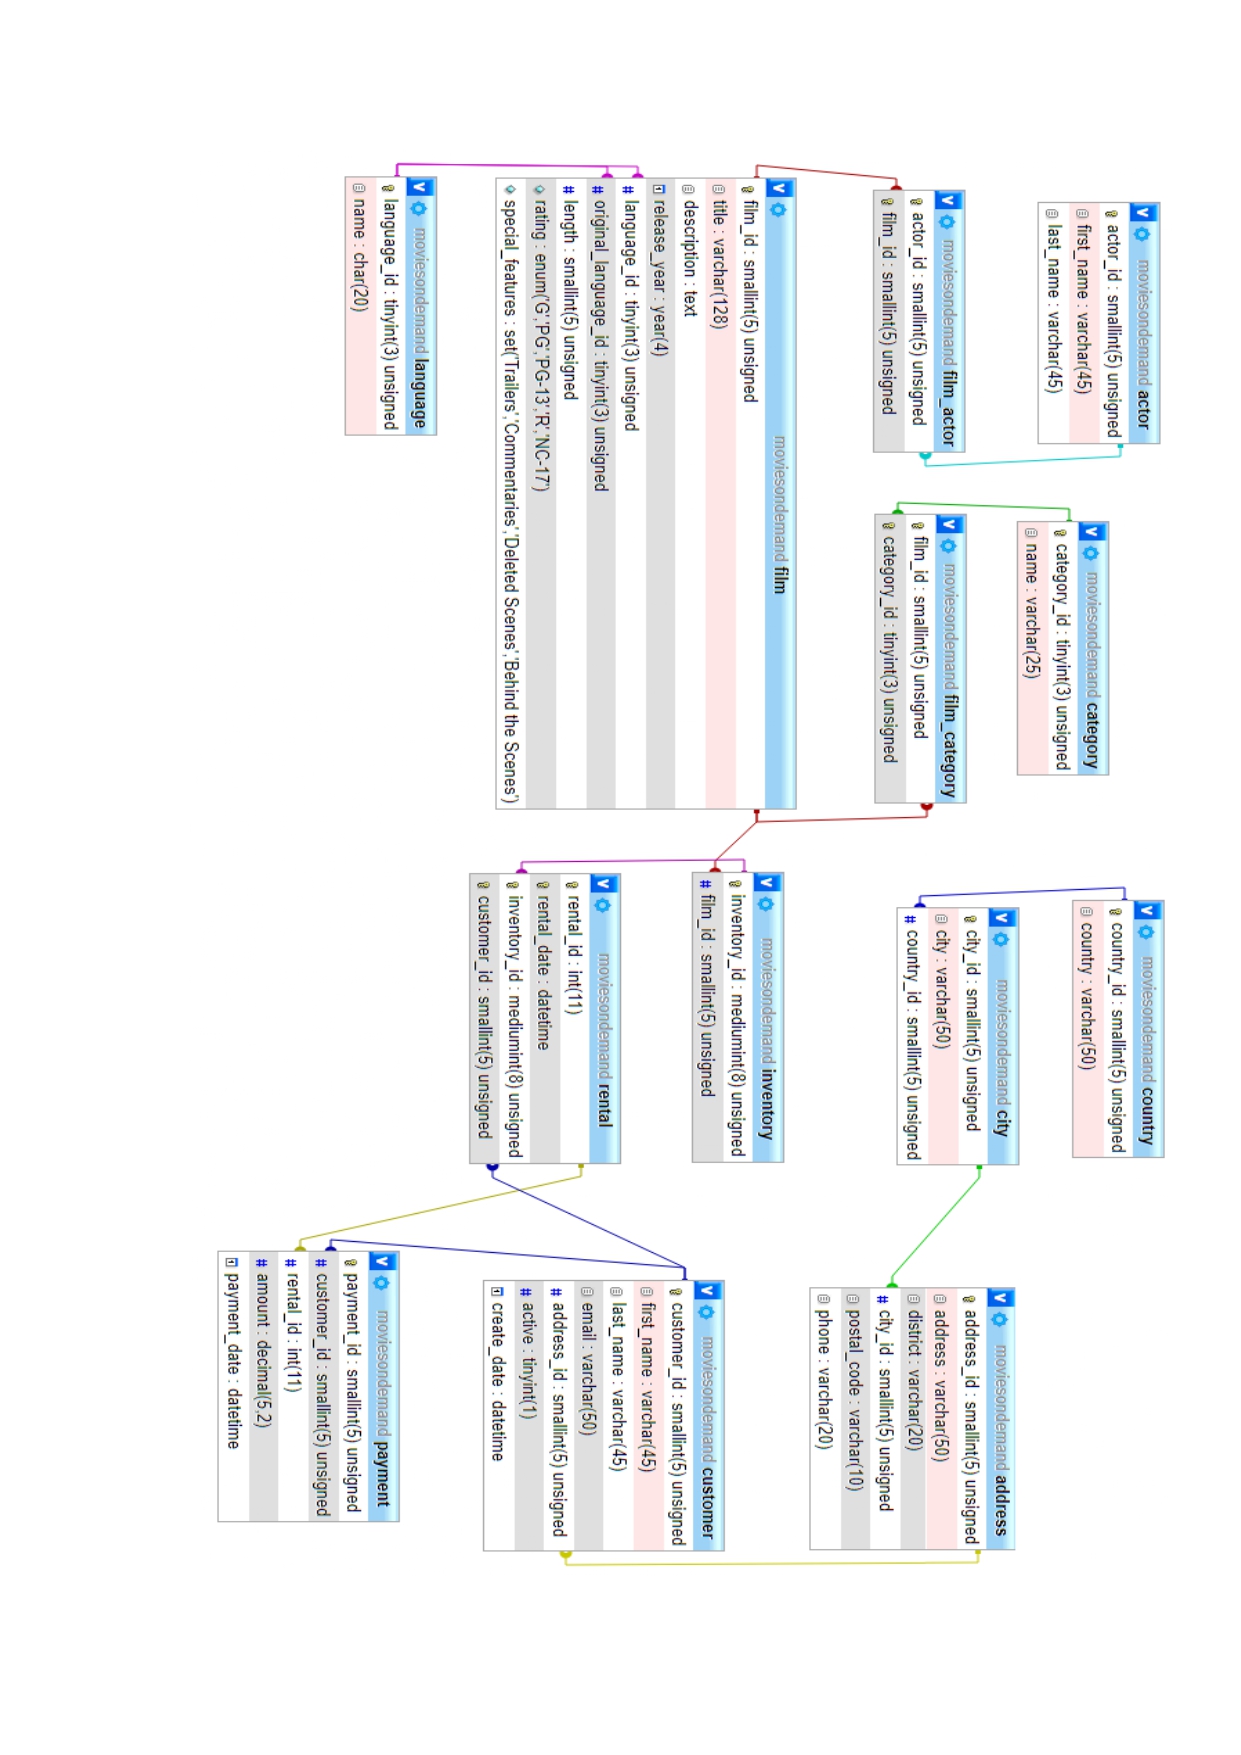 moviesondemand actor
actor_id : smallint(5) unsigned
first_name : varchar(45)
last_name : varchar(45)
moviesondemand category
category_id : tinyint(3) unsigned
name : varchar(25)
moviesondemand country
country_id : smallint(5) unsigned
country : varchar(50)
moviesondemand city
city_id : smallint(5) unsigned
city : varchar(50)
country_id : smallint(5) unsigned
moviesondemand address
address_id : smallint(5) unsigned
address : varchar(50)
district : varchar(20)
city_id : smallint(5) unsigned
postal_code : varchar(10)
phone : varchar(20)
moviesondemand film_actor
actor_id : smallint(5) unsigned
film_id : smallint(5) unsigned
moviesondemand film_category
film_id : smallint(5) unsigned
category_id : tinyint(3) unsigned
moviesondemand film
film_id : smallint(5) unsigned
title : varchar(128)
description : text
release_year : year(4)
language_id : tinyint(3) unsigned
original_language_id : tinyint(3) unsigned
length : smallint(5) unsigned
rating : enum('G','PG','PG-13','R','NC-17')
special_features : set('Trailers','Commentaries','Deleted Scenes','Behind the Scenes')
moviesondemand inventory
inventory_id : mediumint(8) unsigned
film_id : smallint(5) unsigned
moviesondemand customer
customer_id : smallint(5) unsigned
first_name : varchar(45)
last_name : varchar(45)
email : varchar(50)
address_id : smallint(5) unsigned
active : tinyint(1)
create_date : datetime
moviesondemand rental
rental_id : int(11)
rental_date : datetime
inventory_id : mediumint(8) unsigned
customer_id : smallint(5) unsigned
moviesondemand language
language_id : tinyint(3) unsigned
name : char(20)
moviesondemand payment
payment_id : smallint(5) unsigned
customer_id : smallint(5) unsigned
rental_id : int(11)
amount : decimal(5,2)
payment_date : datetime